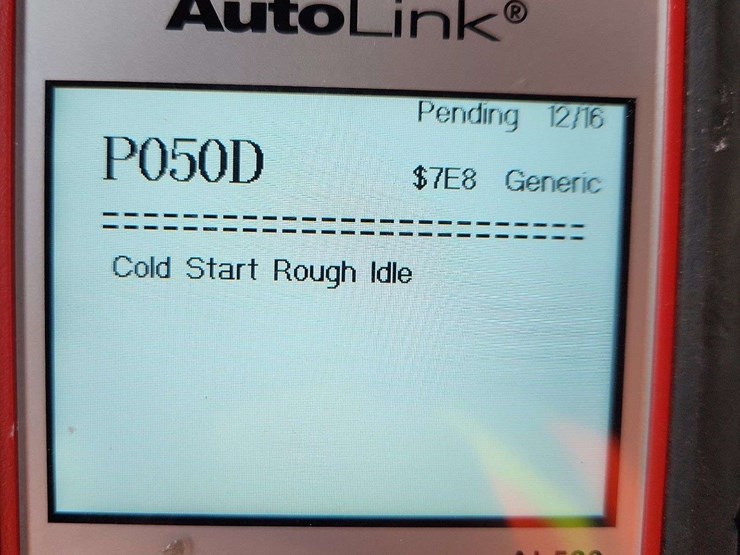 AutoLink®
Pending 12/16
P050D
$7E8 Generic
==============================
Cold Start Rough Idle